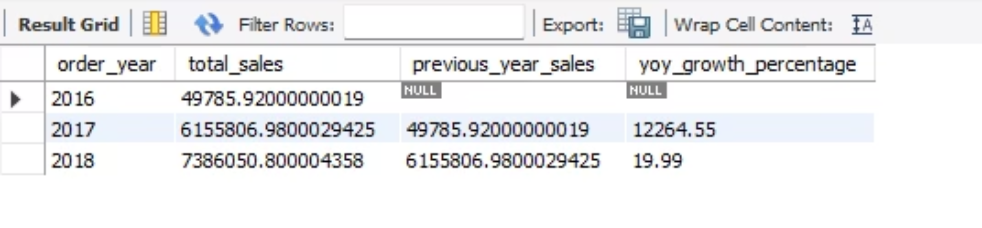 Result Grid Filter Rows: Export: Wrap Cell Content: IA
order_year total_sales previous_year_sales yoy_growth_percentage
2016 49785.92000000019 NULL NULL
2017 6155806.9800029425 49785.92000000019 12264.55
2018 7386050.800004358 6155806.9800029425 19.99